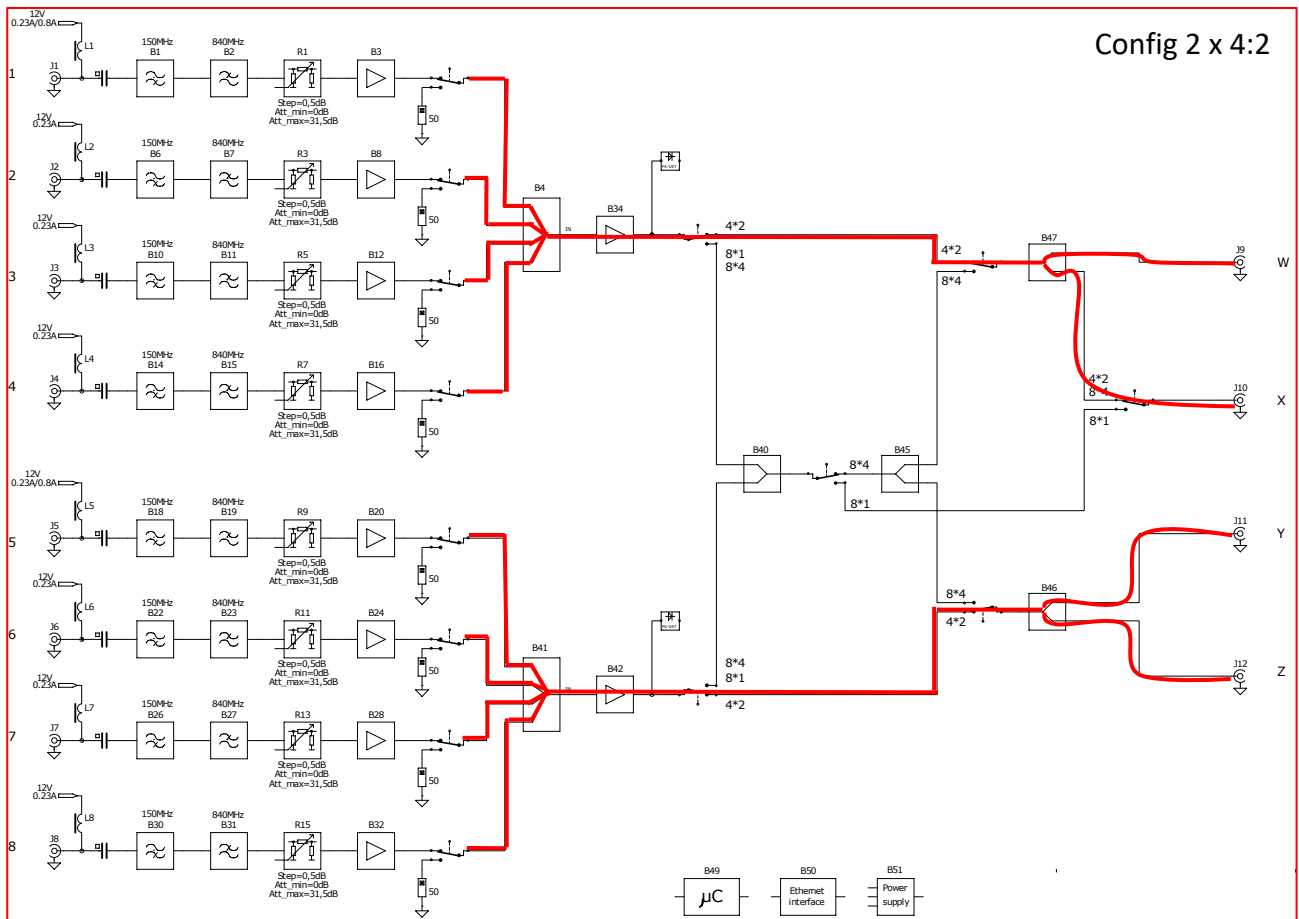 Config 2 x 4:2
12V
0.23A/0.8A
L1
1
J1
150MHz
B1
840MHz
B2
R1
Step=0,5dB
Att_min=0dB
Att_max=31,5dB
B3
50
12V
0.23A
L2
2
J2
150MHz
B6
840MHz
B7
R3
Step=0,5dB
Att_min=0dB
Att_max=31,5dB
B8
50
12V
0.23A
L3
3
J3
150MHz
B10
840MHz
B11
R5
Step=0,5dB
Att_min=0dB
Att_max=31,5dB
B12
50
12V
0.23A
L4
4
J4
150MHz
B14
840MHz
B15
R7
Step=0,5dB
Att_min=0dB
Att_max=31,5dB
B16
50
B4
IN
B34
PK-DET
4*2
8*1
8*4
4*2
8*4
B47
J9
W
4*2
8*4
8*1
J10
X
B40
8*4
8*1
B45
12V
0.23A/0.8A
L5
5
J5
150MHz
B18
840MHz
B19
R9
Step=0,5dB
Att_min=0dB
Att_max=31,5dB
B20
50
12V
0.23A
L6
6
J6
150MHz
B22
840MHz
B23
R11
Step=0,5dB
Att_min=0dB
Att_max=31,5dB
B24
50
12V
0.23A
L7
7
J7
150MHz
B26
840MHz
B27
R13
Step=0,5dB
Att_min=0dB
Att_max=31,5dB
B28
50
12V
0.23A
L8
8
J8
150MHz
B30
840MHz
B31
R15
Step=0,5dB
Att_min=0dB
Att_max=31,5dB
B32
50
B41
IN
B42
PK-DET
8*4
8*1
4*2
8*4
4*2
B46
J11
Y
J12
Z
B49
µC
B50
Ethernet
interface
B51
Power
supply